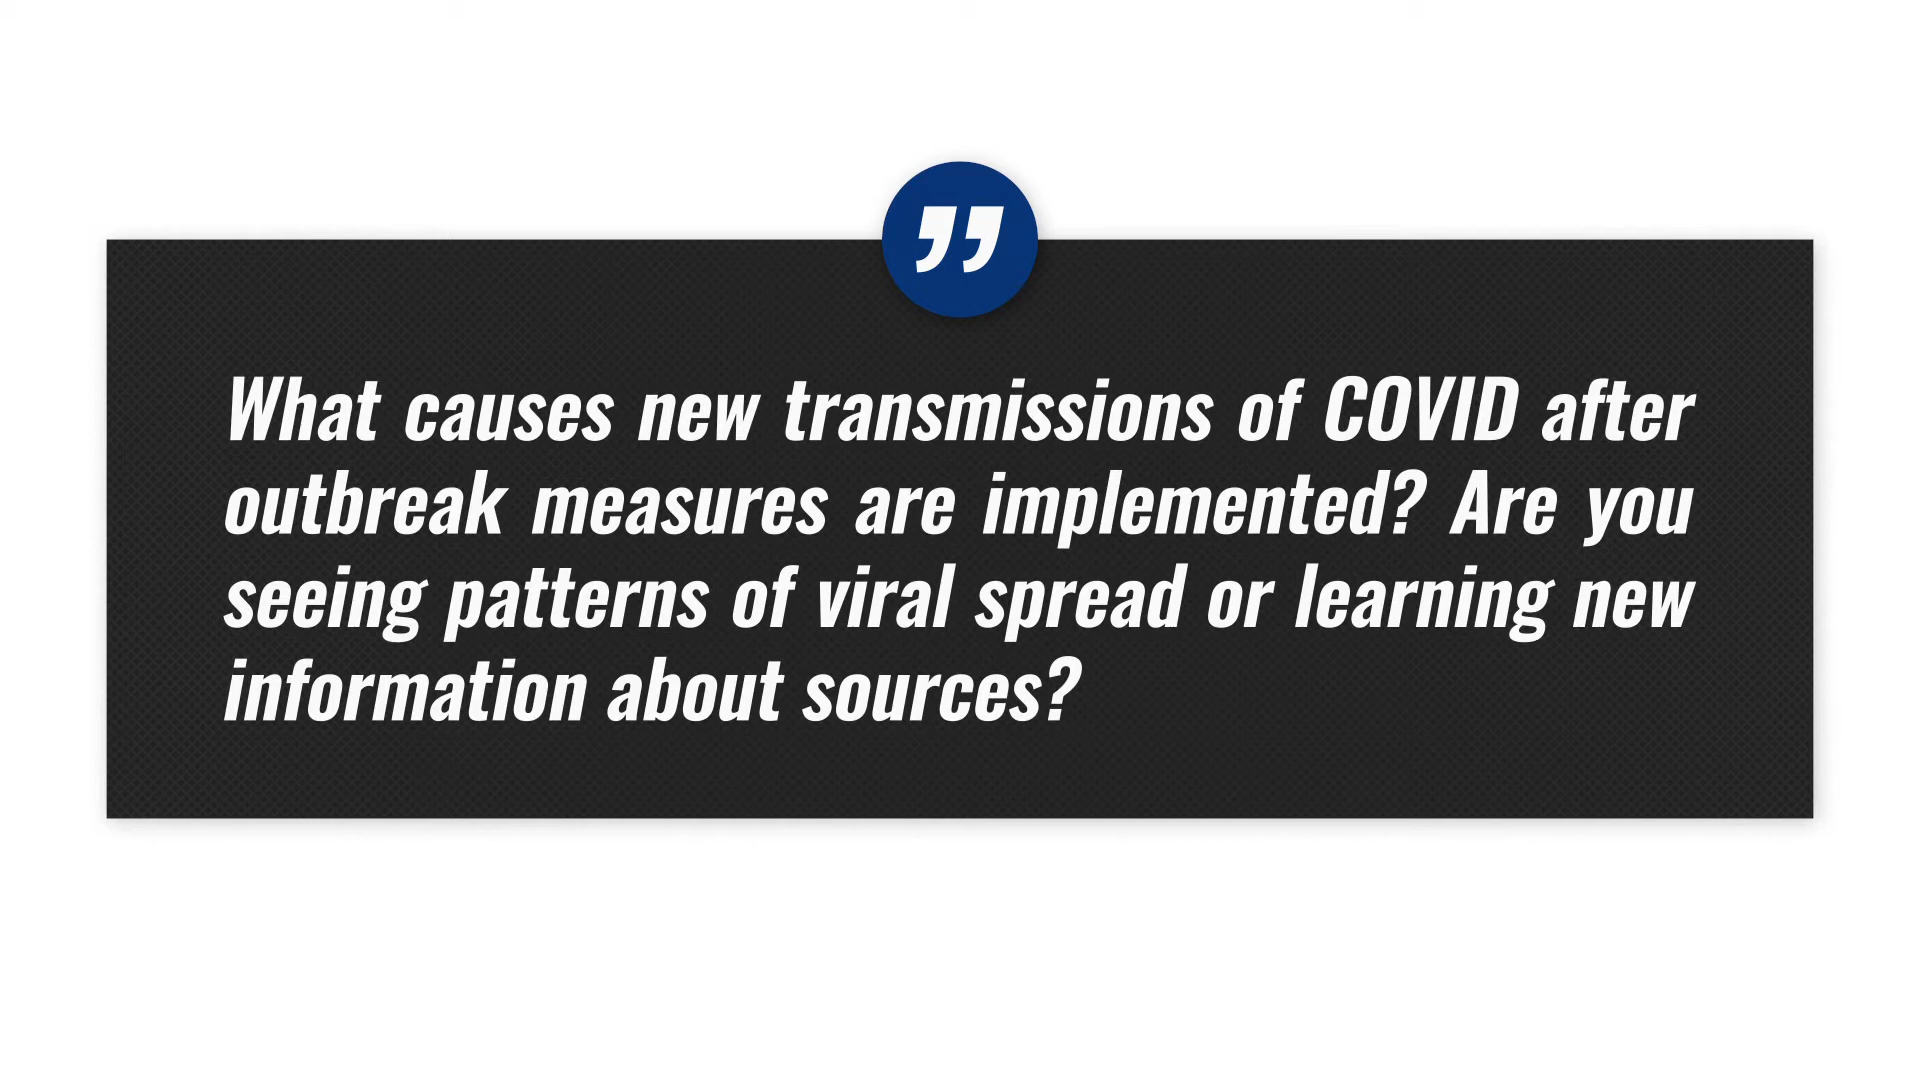 ”
What causes new transmissions of COVID after
outbreak measures are implemented? Are you
seeing patterns of viral spread or learning new
information about sources?